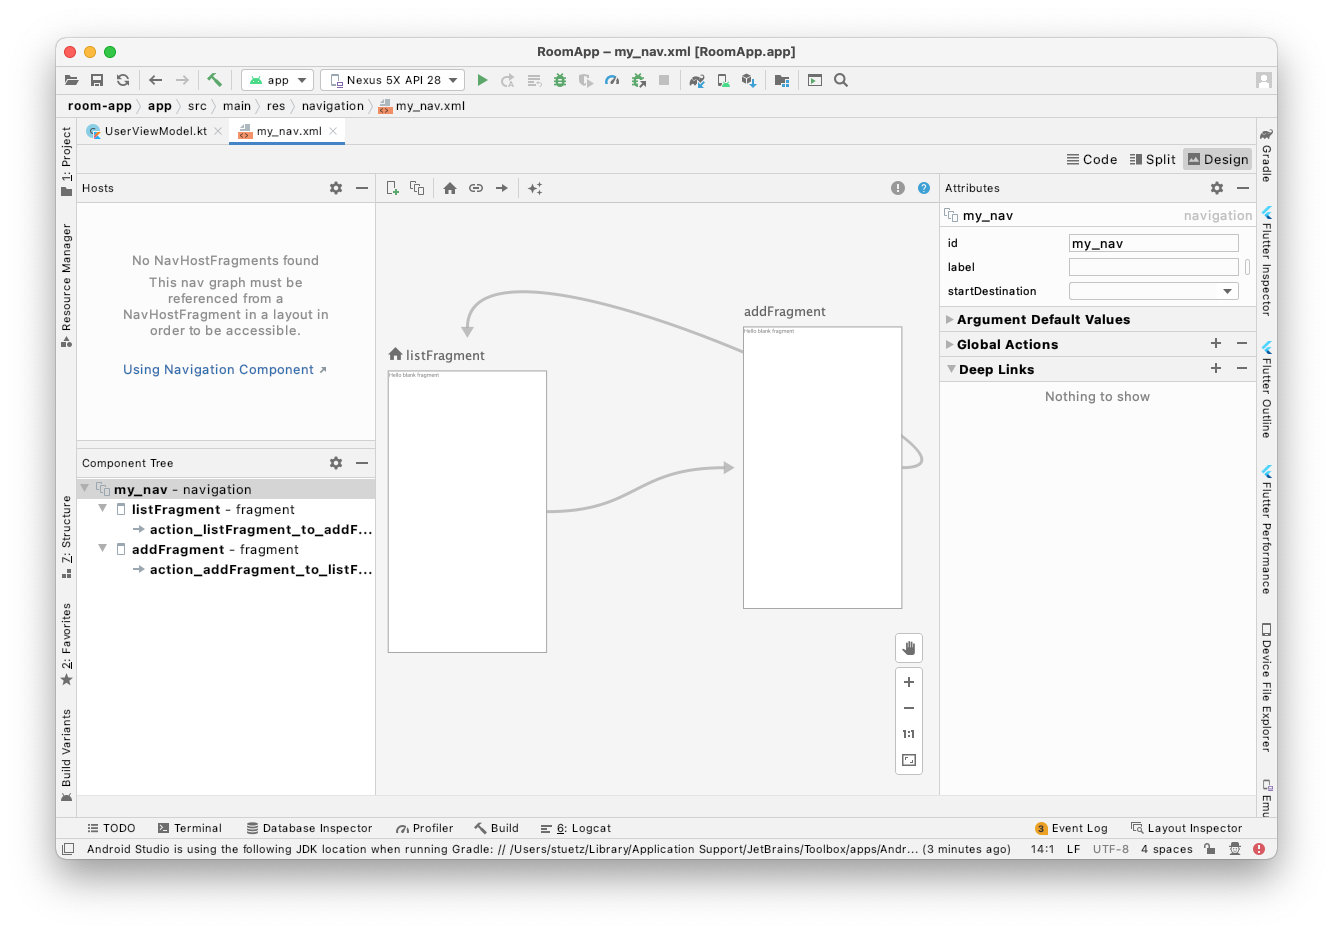 RoomApp – my_nav.xml [RoomApp.app]
app
Nexus 5X API 28
room-app app src main res navigation my_nav.xml
UserViewModel.kt
my_nav.xml
Code
Split
Design
1: Project
Resource Manager
Z: Structure
2: Favorites
Build Variants
Hosts
No NavHostFragments found
This nav graph must be
referenced from a
NavHostFragment in a layout in
order to be accessible.
Using Navigation Component
Component Tree
my_nav - navigation
listFragment - fragment
action_listFragment_to_addF...
addFragment - fragment
action_addFragment_to_listF...
listFragment
Hello blank fragment
addFragment
Hello blank fragment
1:1
Attributes
my_nav
navigation
id
my_nav
label
startDestination
Argument Default Values
Global Actions
Deep Links
Nothing to show
Gradle
Flutter Inspector
Flutter Outline
Flutter Performance
Device File Explorer
Emu
TODO
Terminal
Database Inspector
Profiler
Build
6: Logcat
3 Event Log
Layout Inspector
Android Studio is using the following JDK location when running Gradle: // /Users/stuetz/Library/Application Support/JetBrains/Toolbox/apps/Andr... (3 minutes ago)
14:1
LF
UTF-8
4 spaces